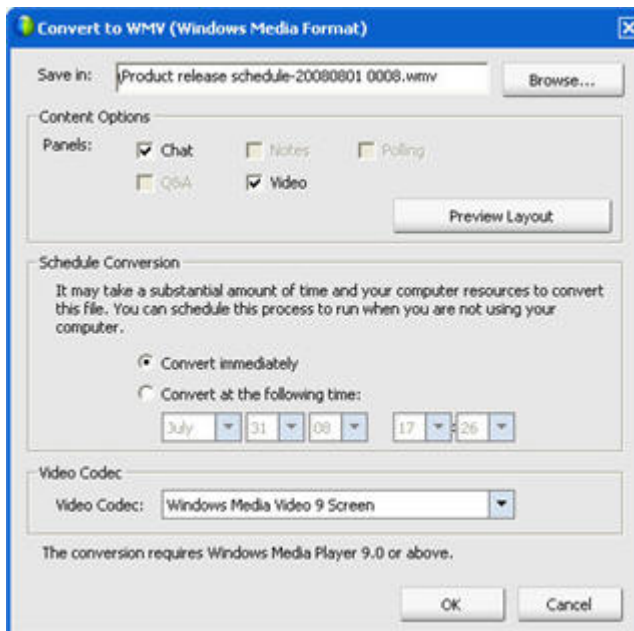 Convert to WMV (Windows Media Format)
Save in: \Product release schedule-20080801 0008.wmv Browse...
Content Options
Panels: Chat Notes Polling
Q&A Video
Preview Layout
Schedule Conversion
It may take a substantial amount of time and your computer resources to convert
this file. You can schedule this process to run when you are not using your
computer.
Convert immediately
Convert at the following time:
July 31 08 17 : 26
Video Codec
Video Codec: Windows Media Video 9 Screen
The conversion requires Windows Media Player 9.0 or above.
OK Cancel